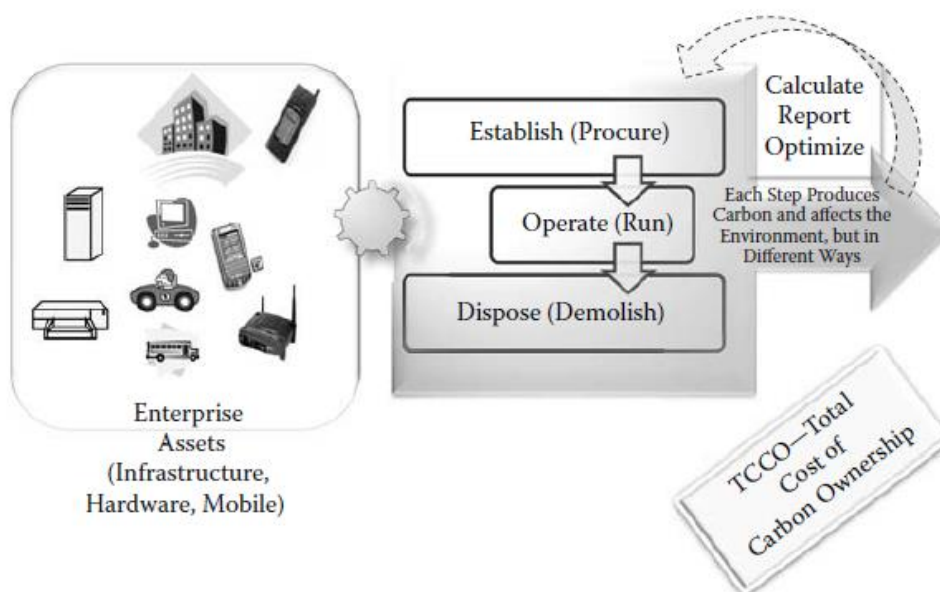 Enterprise
Assets
(Infrastructure,
Hardware, Mobile)
Establish (Procure)
Operate (Run)
Dispose (Demolish)
Calculate
Report
Optimize
Each Step Produces
Carbon and affects the
Environment, but in
Different Ways
TCCO—Total
Cost of
Carbon Ownership